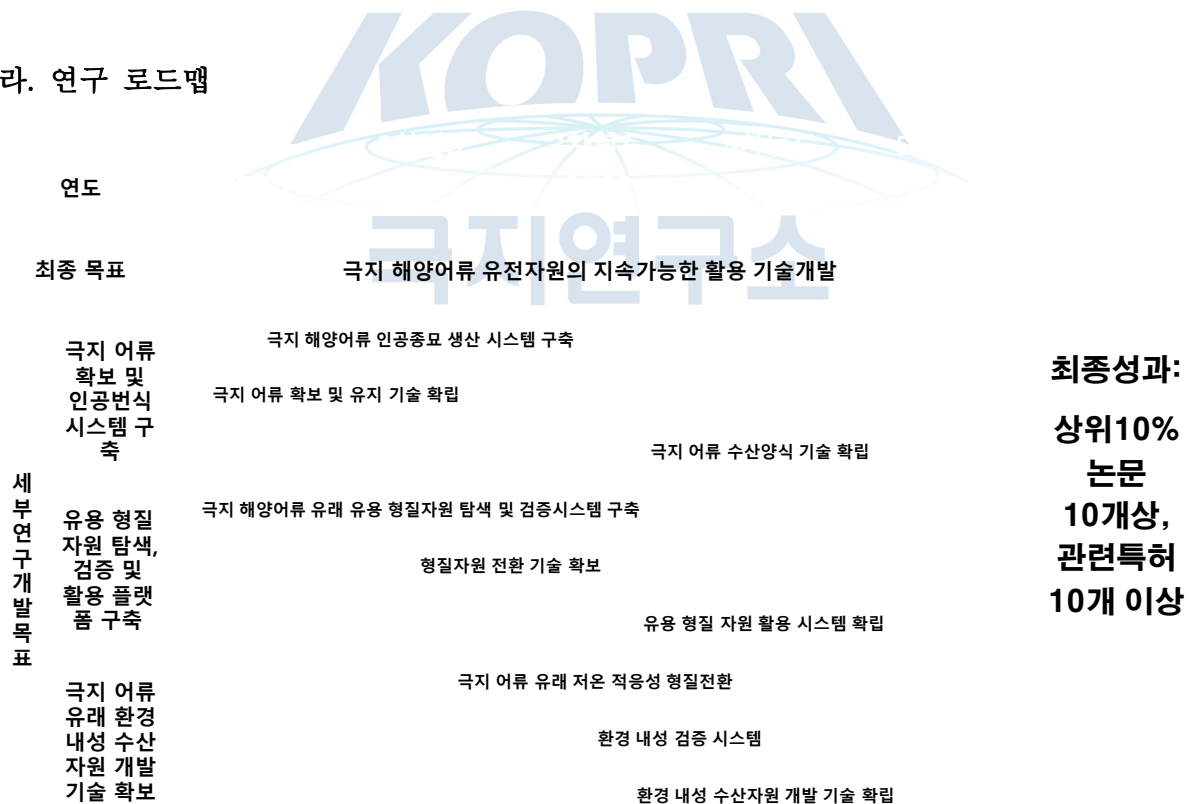 KOPRI
라. 연구 로드맵
연도
극지연구소
최종 목표
극지 해양어류 유전자원의 지속가능한 활용 기술개발
세
부
연
구
개
발
목
표
극지 어류
확보 및
인공번식
시스템 구
축
극지 해양어류 인공종묘 생산 시스템 구축
극지 어류 확보 및 유지 기술 확립
극지 어류 수산양식 기술 확립
유용 형질
자원 탐색,
검증 및
활용 플랫
폼 구축
극지 해양어류 유래 유용 형질자원 탐색 및 검증시스템 구축
형질자원 전환 기술 확보
유용 형질 자원 활용 시스템 확립
극지 어류
유래 환경
내성 수산
자원 개발
기술 확보
극지 어류 유래 저온 적응성 형질전환
환경 내성 검증 시스템
환경 내성 수산자원 개발 기술 확립
최종성과:
상위10%
논문
10개상,
관련특허
10개 이상